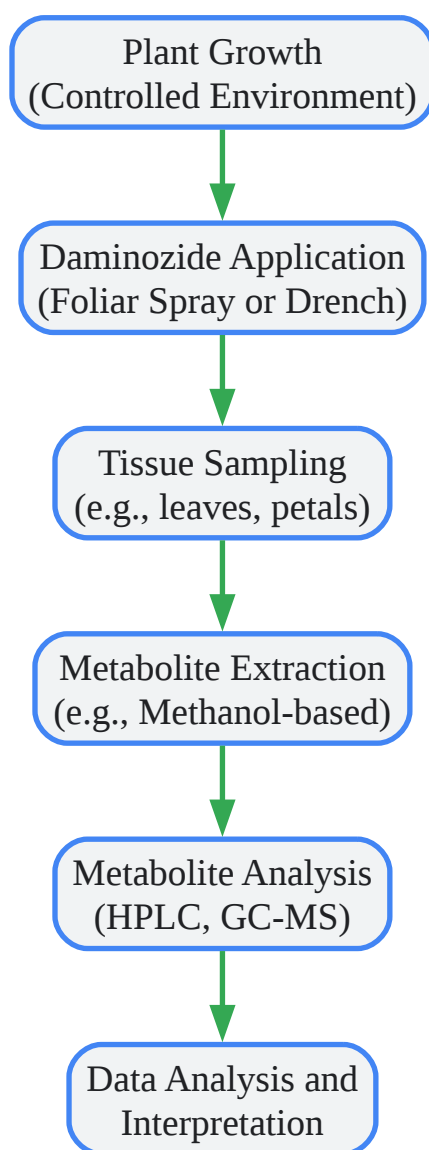 Plant Growth
(Controlled Environment)
Daminozide Application
(Foliar Spray or Drench)
Tissue Sampling
(e.g., leaves, petals)
Metabolite Extraction
(e.g., Methanol-based)
Metabolite Analysis
(HPLC, GC-MS)
Data Analysis and
Interpretation